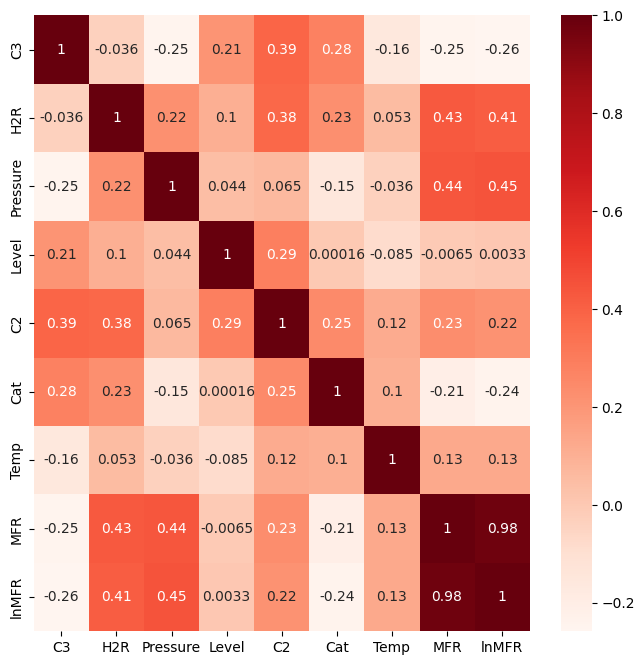 C3 1 -0.036 -0.25 0.21 0.39 0.28 -0.16 -0.25 -0.26
H2R -0.036 1 0.22 0.1 0.38 0.23 0.053 0.43 0.41
Pressure -0.25 0.22 1 0.044 0.065 -0.15 -0.036 0.44 0.45
Level 0.21 0.1 0.044 1 0.29 0.00016 -0.085 -0.0065 0.0033
C2 0.39 0.38 0.065 0.29 1 0.25 0.12 0.23 0.22
Cat 0.28 0.23 -0.15 0.00016 0.25 1 0.1 -0.21 -0.24
Temp -0.16 0.053 -0.036 -0.085 0.12 0.1 1 0.13 0.13
MFR -0.25 0.43 0.44 -0.0065 0.23 -0.21 0.13 1 0.98
lnMFR -0.26 0.41 0.45 0.0033 0.22 -0.24 0.13 0.98 1
C3 H2R Pressure Level C2 Cat Temp MFR lnMFR
1.0
0.8
0.6
0.4
0.2
0.0
−0.2